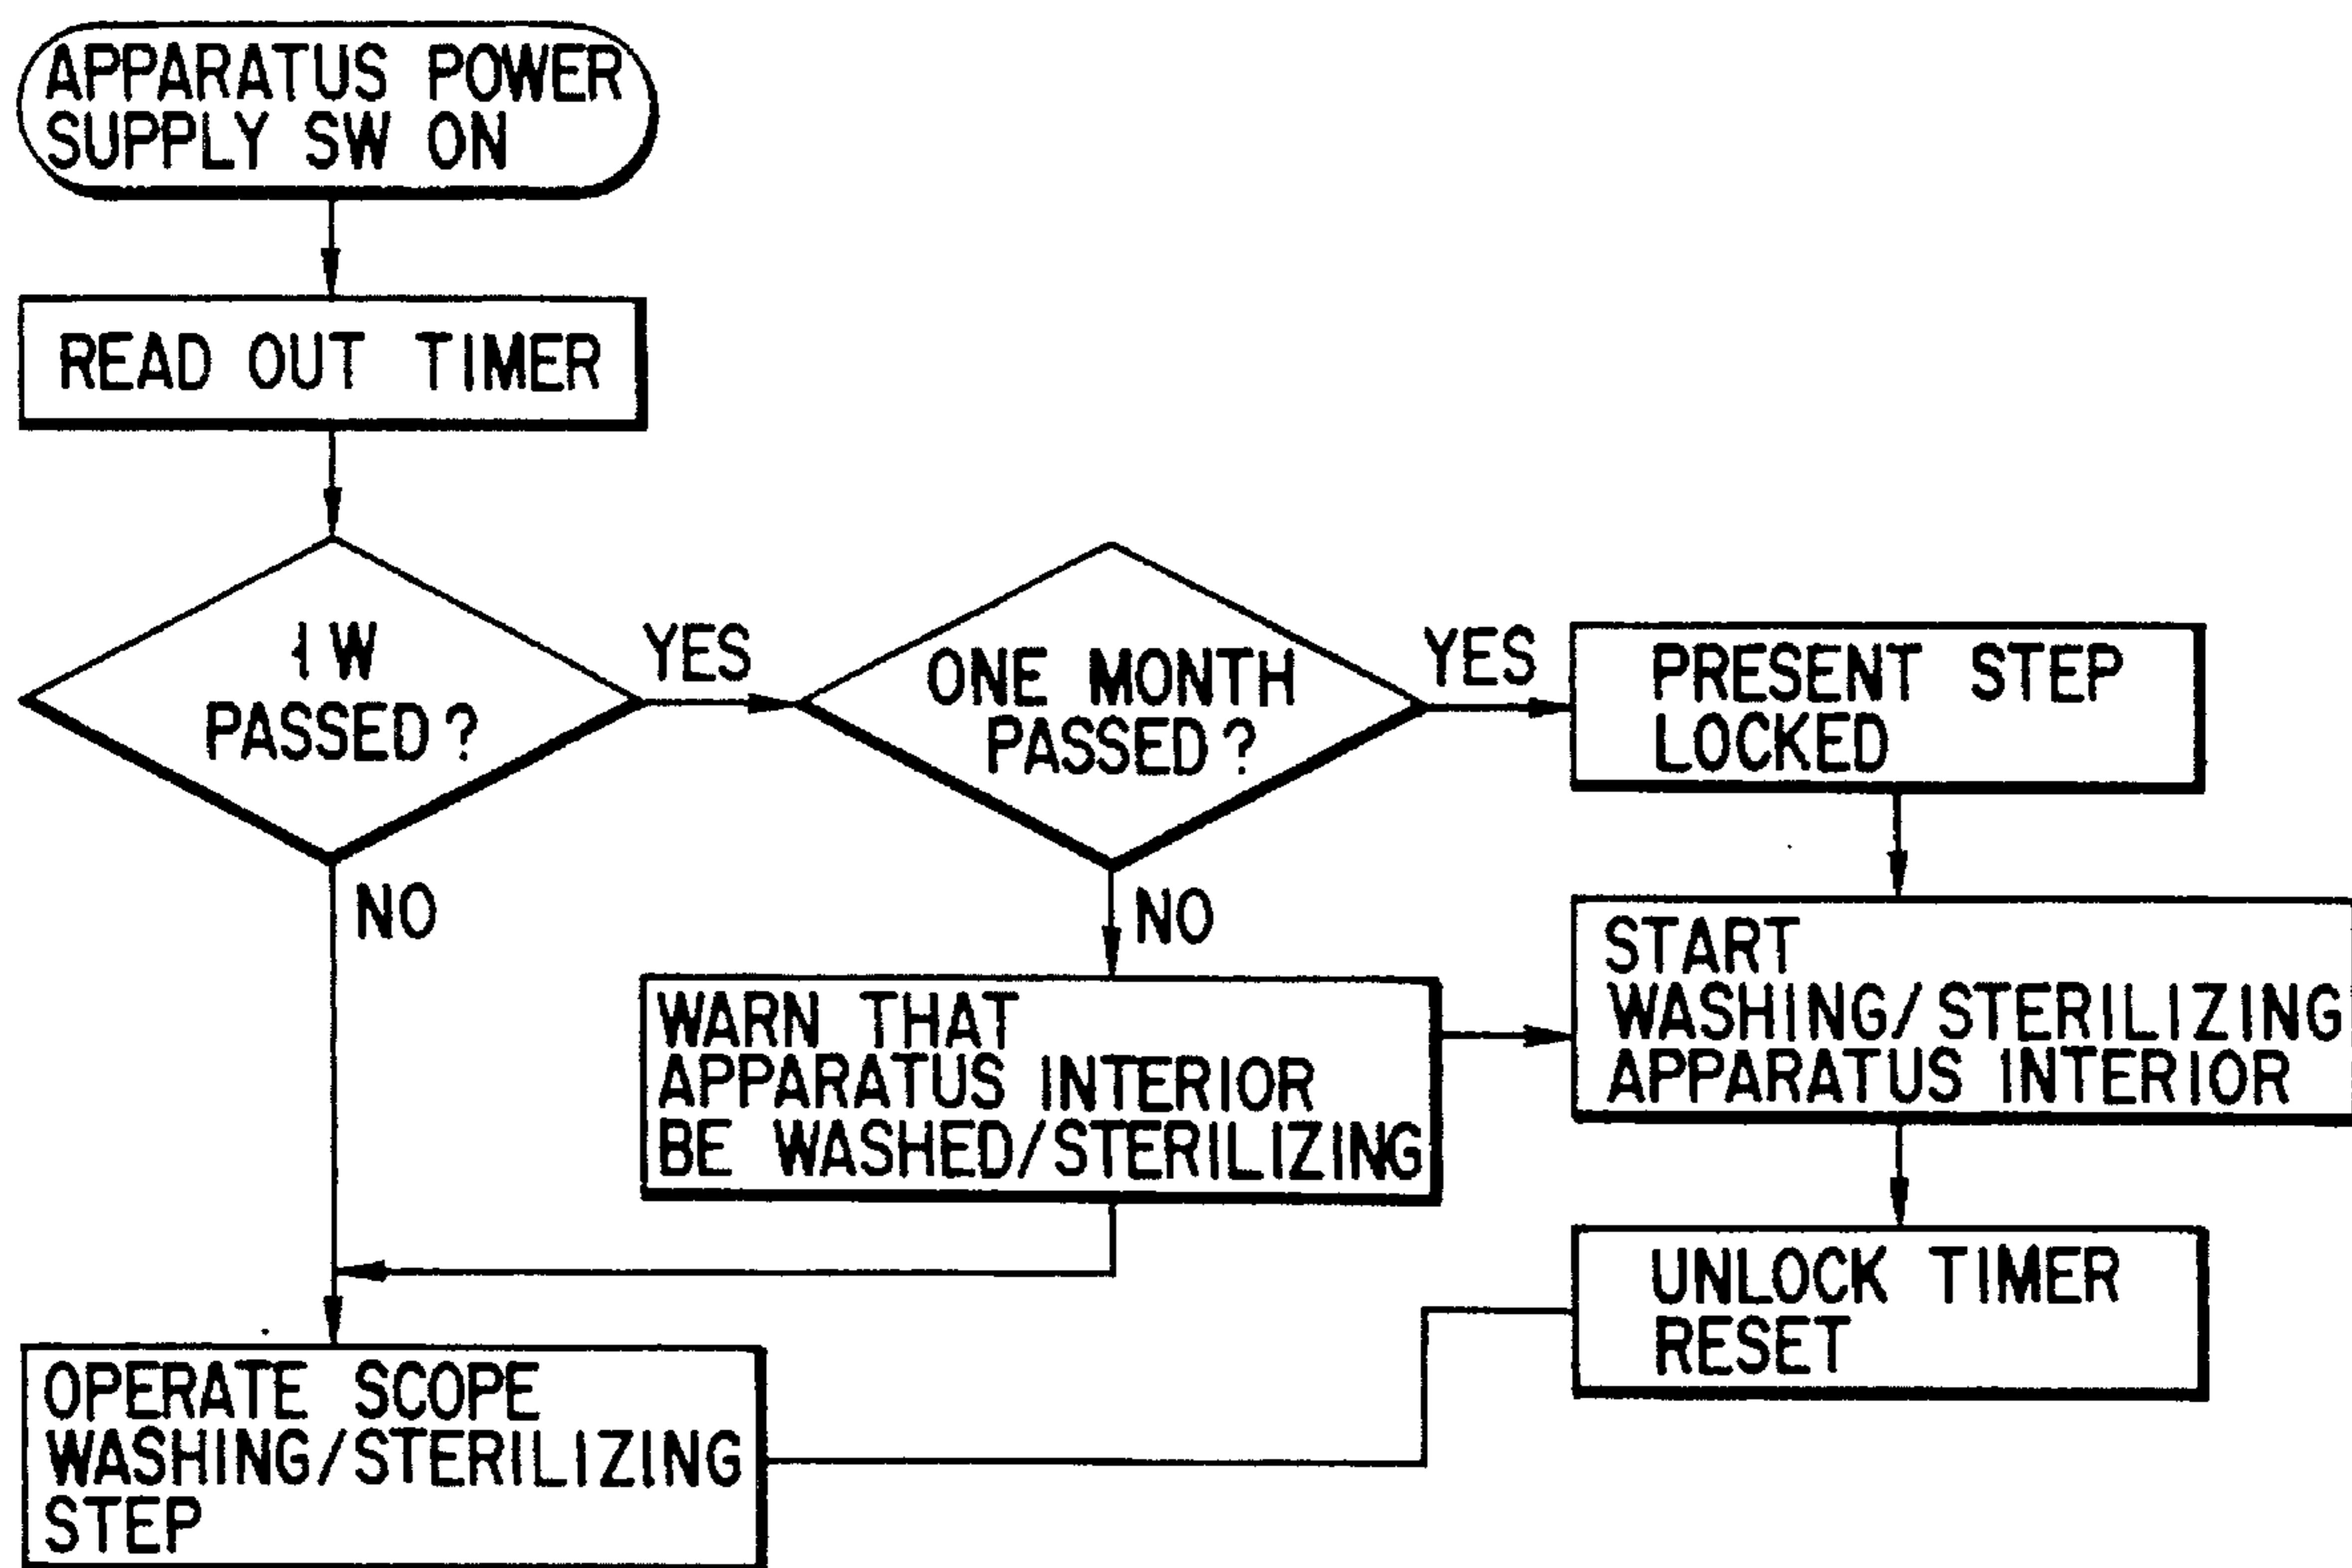 APPARATUS POWER
SUPPLY SW ON
READ OUT TIMER
1W
PASSED?
YES
ONE MONTH
PASSED?
YES
PRESENT STEP
LOCKED
NO
NO
WARN THAT
APPARATUS INTERIOR
BE WASHED/STERILIZING
START
WASHING/STERILIZING
APPARATUS INTERIOR
UNLOCK TIMER
RESET
OPERATE SCOPE
WASHING/STERILIZING
STEP